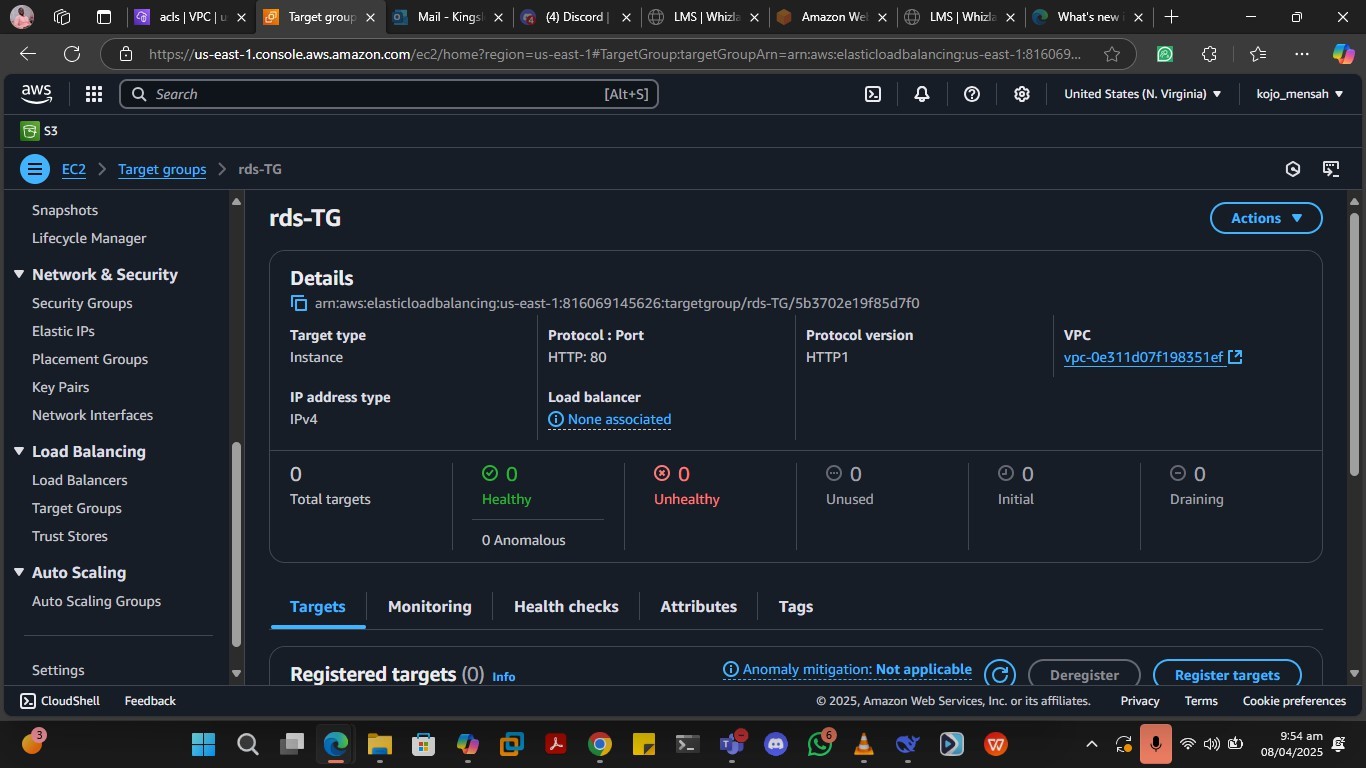 acls | VPC | u
Target group
Mail - Kingsl
(4) Discord |
LMS | Whizla
Amazon We
LMS | Whizla
What's new i
https://us-east-1.console.aws.amazon.com/ec2/home?region=us-east-1#TargetGroup:targetGroupArn=arn:aws:elasticloadbalancing:us-east-1:816069...
aws
Search
[Alt+S]
United States (N. Virginia)
kojo_mensah
S3
EC2
Target groups
rds-TG
Snapshots
Lifecycle Manager
Network & Security
Security Groups
Elastic IPs
Placement Groups
Key Pairs
Network Interfaces
Load Balancing
Load Balancers
Target Groups
Trust Stores
Auto Scaling
Auto Scaling Groups
Settings
rds-TG
Actions
Details
arn:aws:elasticloadbalancing:us-east-1:816069145626:targetgroup/rds-TG/5b3702e19f85d7f0
Target type
Instance
Protocol : Port
HTTP: 80
Protocol version
HTTP1
VPC
vpc-0e311d07f198351ef
IP address type
IPv4
Load balancer
None associated
0
Total targets
0
Healthy
0 Anomalous
0
Unhealthy
0
Unused
0
Initial
0
Draining
Targets
Monitoring
Health checks
Attributes
Tags
Registered targets (0) Info
Anomaly mitigation: Not applicable
Deregister
Register targets
CloudShell
Feedback
© 2025, Amazon Web Services, Inc. or its affiliates.
Privacy
Terms
Cookie preferences
3
6
9:54 am
08/04/2025